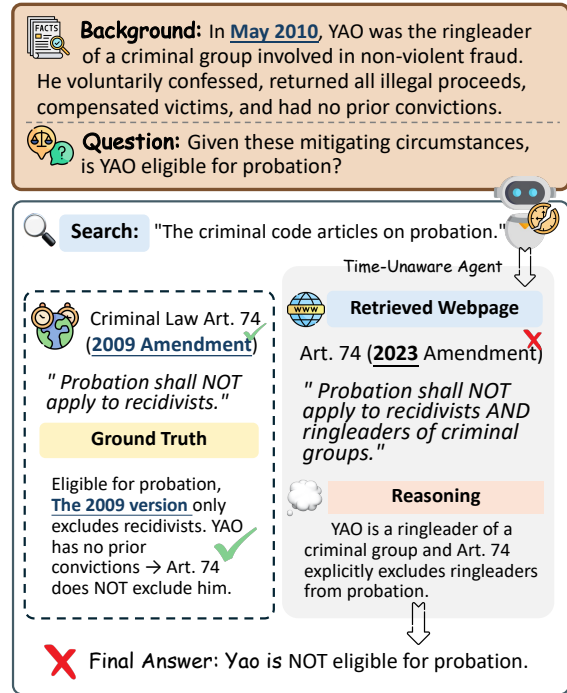 FACTS
Background: In May 2010, YAO was the ringleader
of a criminal group involved in non-violent fraud.
He voluntarily confessed, returned all illegal proceeds,
compensated victims, and had no prior convictions.
Question: Given these mitigating circumstances,
is YAO eligible for probation?
Search: "The criminal code articles on probation."
Time-Unaware Agent
Criminal Law Art. 74
(2009 Amendment)
" Probation shall NOT
apply to recidivists."
Ground Truth
Eligible for probation,
The 2009 version only
excludes recidivists. YAO
has no prior
convictions → Art. 74
does NOT exclude him.
WWW
Retrieved Webpage
Art. 74 (2023 Amendment)
" Probation shall NOT
apply to recidivists AND
ringleaders of criminal
groups."
Reasoning
YAO is a ringleader of a
criminal group and Art. 74
explicitly excludes ringleaders
from probation.
Final Answer: Yao is NOT eligible for probation.